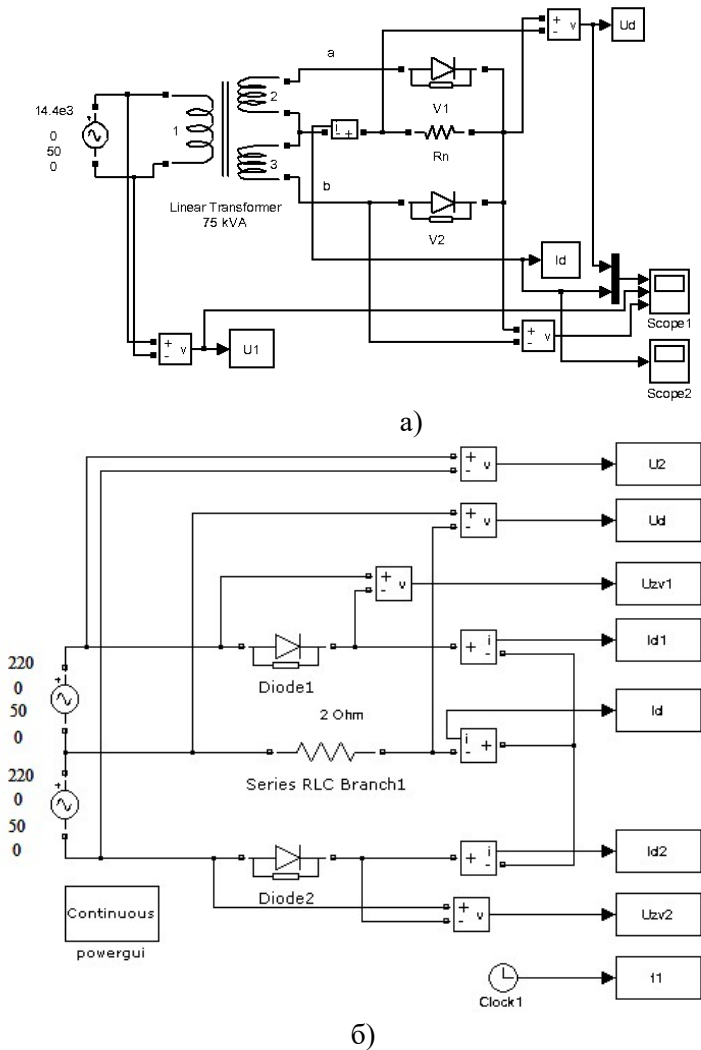 a
+
-
v
Ud
14.4e3
0
50
0
+
1
2
3
i
-
+
V1
Rn
b
V2
Linear Transformer
75 kVA
Id
+
-
v
U1
+
-
v
Scope1
Scope2
а)
+
-
v
U2
+
-
v
Ud
+
-
v
Uzv1
220
0
50
0
+
Diode1
+
i
-
Id1
2 Ohm
Series RLC Branch1
i
-
+
Id
220
0
50
0
+
Diode2
+
i
-
Id2
+
-
v
Uzv2
Continuous
powergui
Clock1
t1
б)